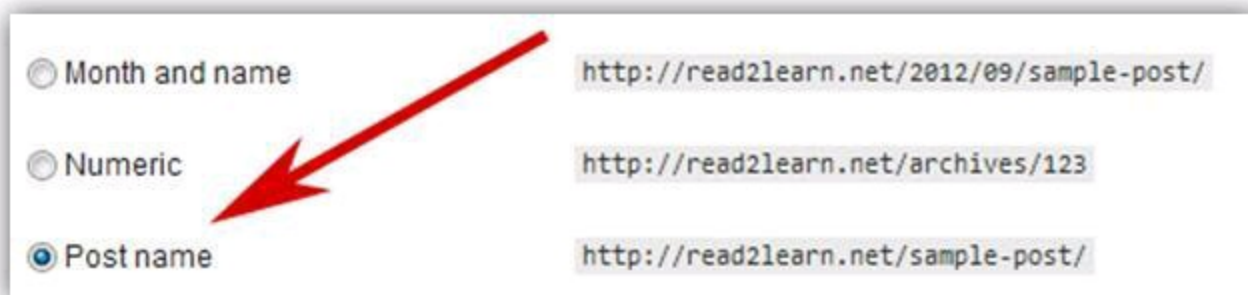 Month and name http://read2learn.net/2012/09/sample-post/
Numeric http://read2learn.net/archives/123
Post name http://read2learn.net/sample-post/